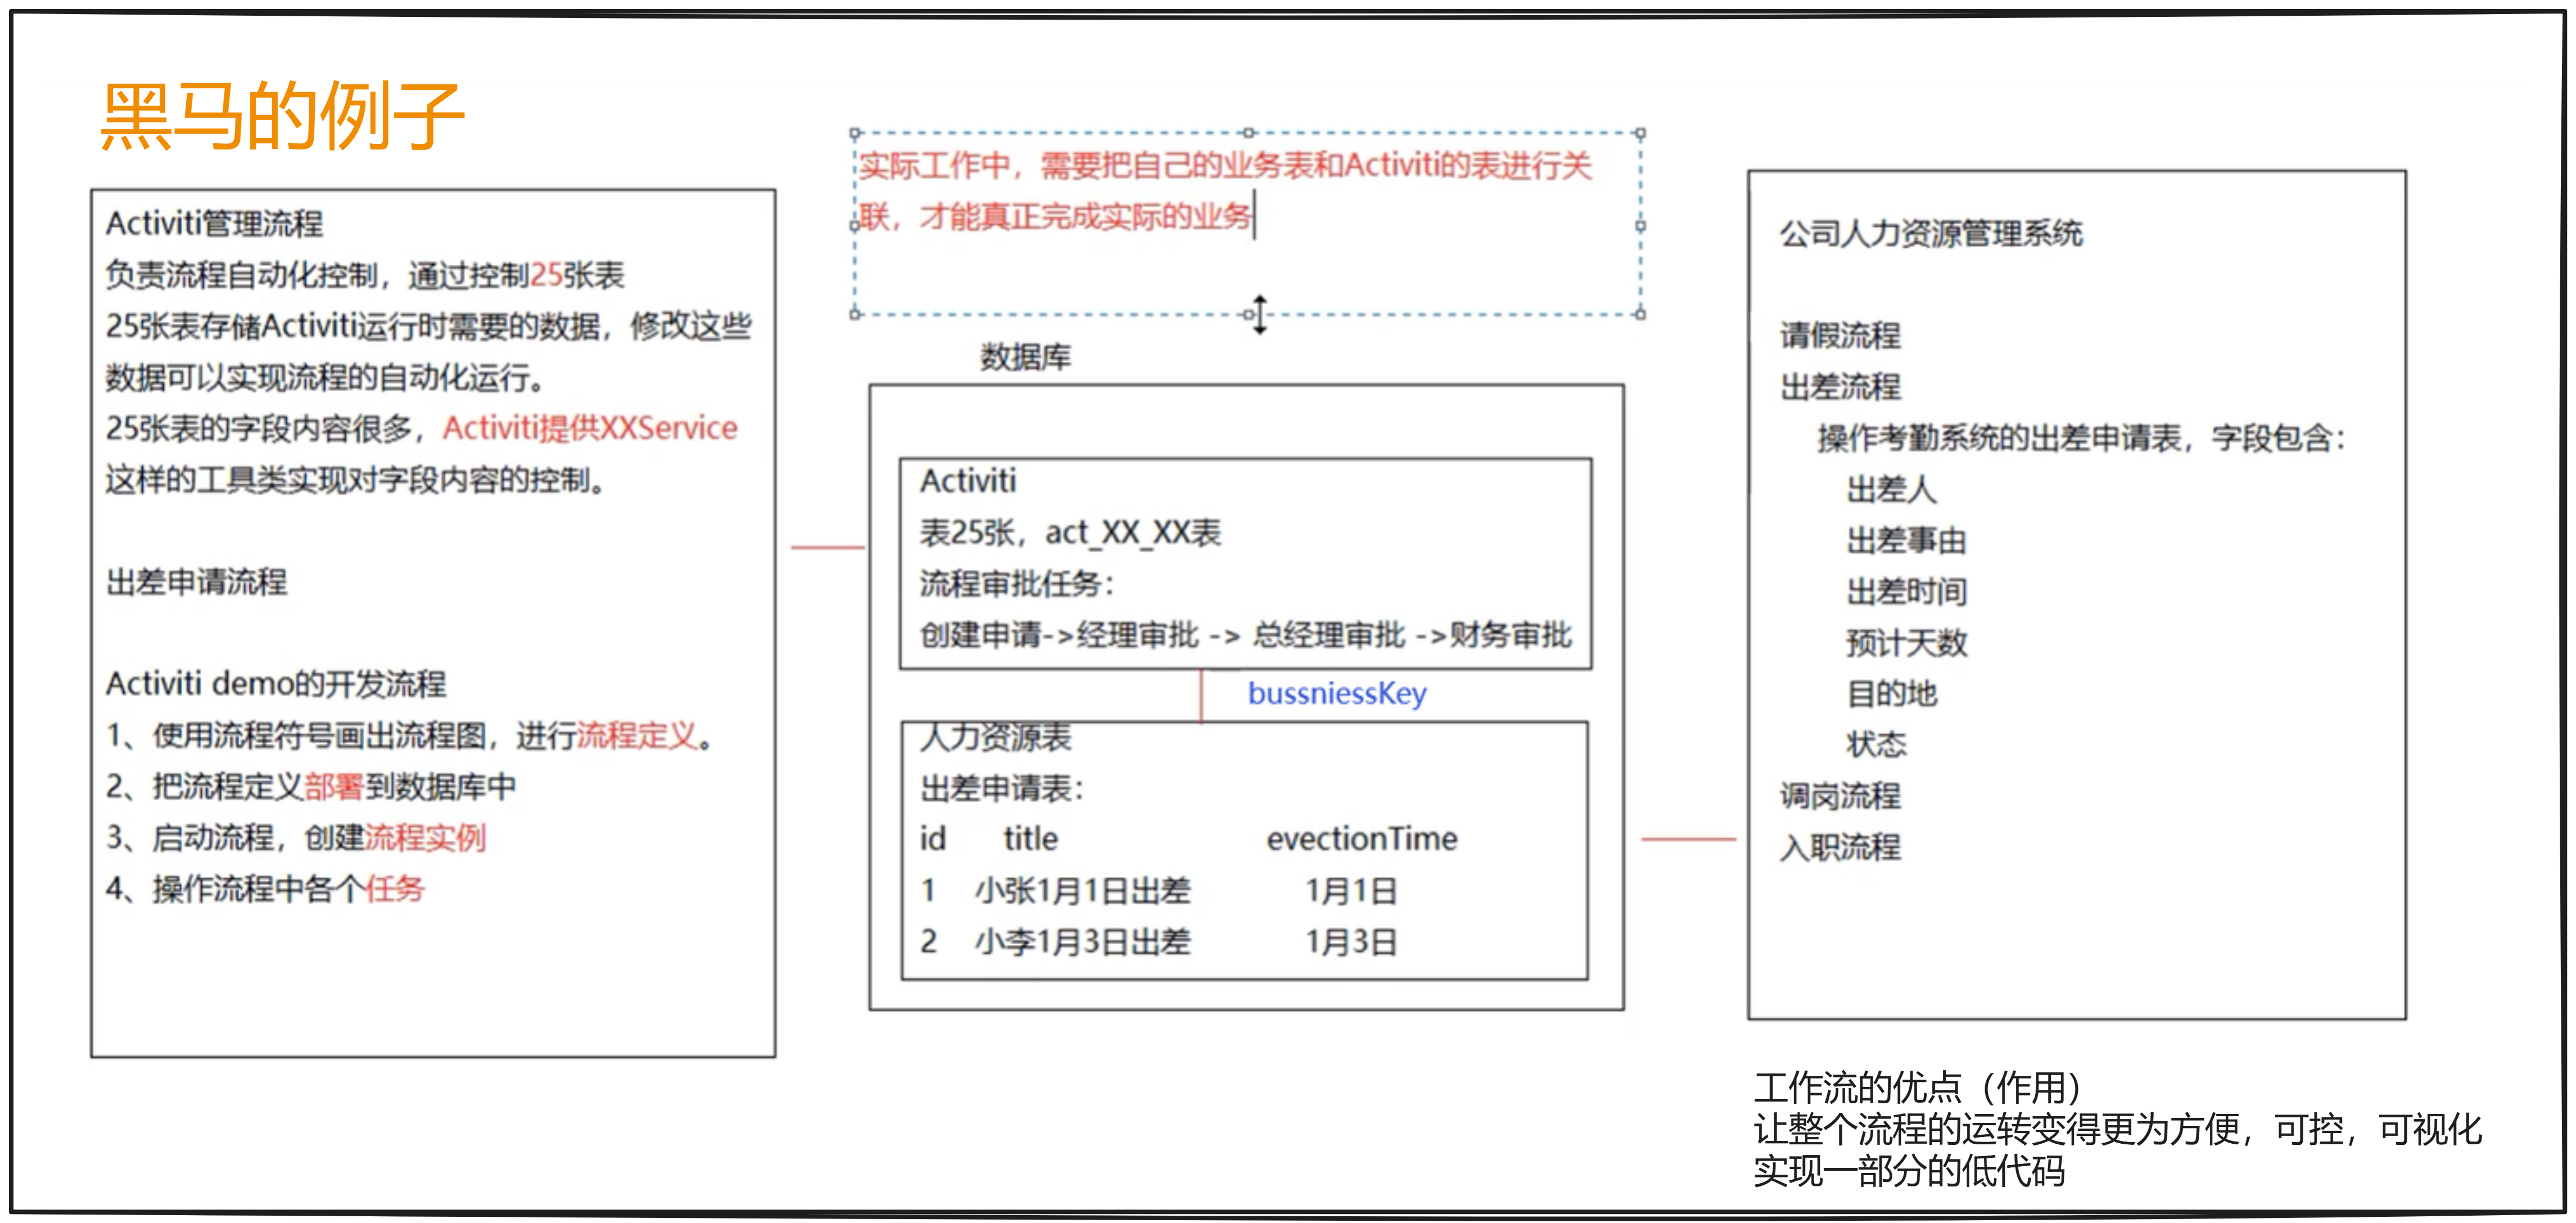 黑马的例子
Activiti管理流程
负责流程自动化控制，通过控制25张表
25张表存储Activiti运行时需要的数据，修改这些
数据可以实现流程的自动化运行。
25张表的字段内容很多，Activiti提供XXService
这样的工具类实现对字段内容的控制。
出差申请流程
Activiti demo的开发流程
1、使用流程符号画出流程图，进行流程定义。
2、把流程定义部署到数据库中
3、启动流程，创建流程实例
4、操作流程中各个任务
实际工作中，需要把自己的业务表和Activiti的表进行关
联，才能真正完成实际的业务
数据库
Activiti
表25张，act_XX_XX表
流程审批任务：
创建申请->经理审批 -> 总经理审批 ->财务审批
bussniessKey
人力资源表
出差申请表：
id title evectionTime
1 小张1月1日出差 1月1日
2 小李1月3日出差 1月3日
公司人力资源管理系统
请假流程
出差流程
操作考勤系统的出差申请表，字段包含：
出差人
出差事由
出差时间
预计天数
目的地
状态
调岗流程
入职流程
工作流的优点（作用）
让整个流程的运转变得更为方便，可控，可视化
实现一部分的低代码